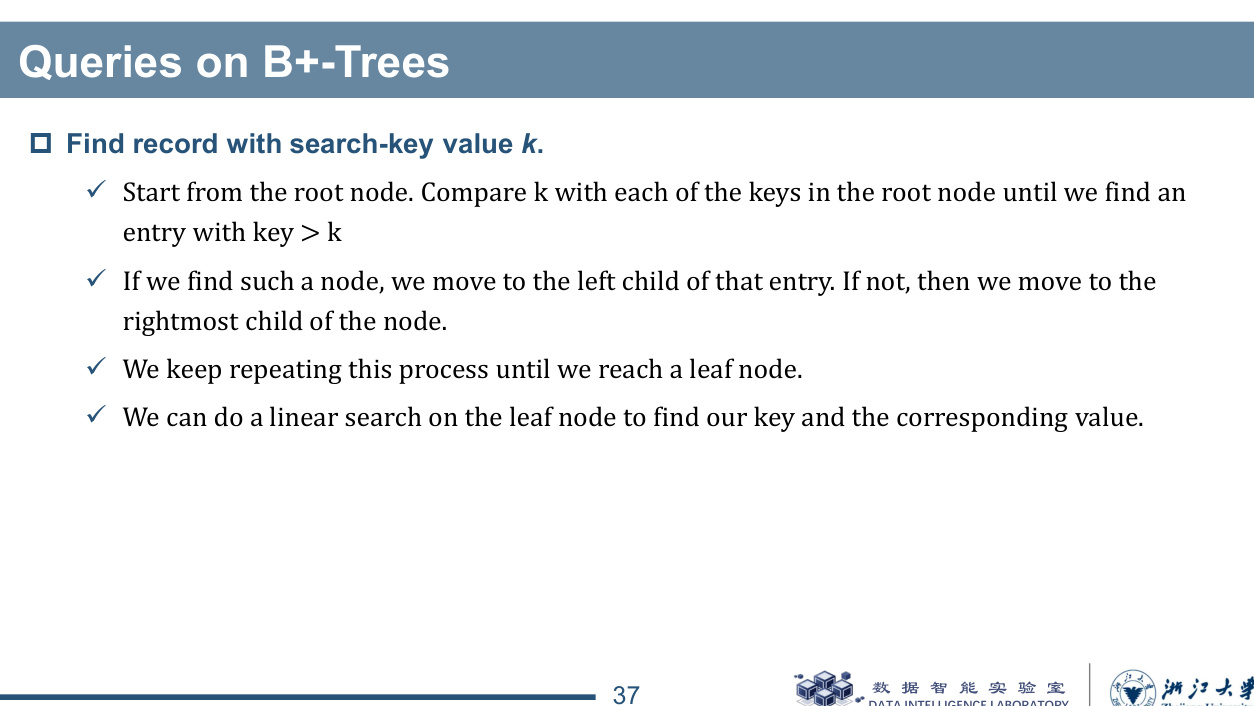 Queries on B+-Trees
Find record with search-key value k.
Start from the root node. Compare k with each of the keys in the root node until we find an
entry with key > k
If we find such a node, we move to the left child of that entry. If not, then we move to the
rightmost child of the node.
We keep repeating this process until we reach a leaf node.
We can do a linear search on the leaf node to find our key and the corresponding value.
37
数据智能实验室
DATA INTELLIGENCE LABORATORY
浙江大学